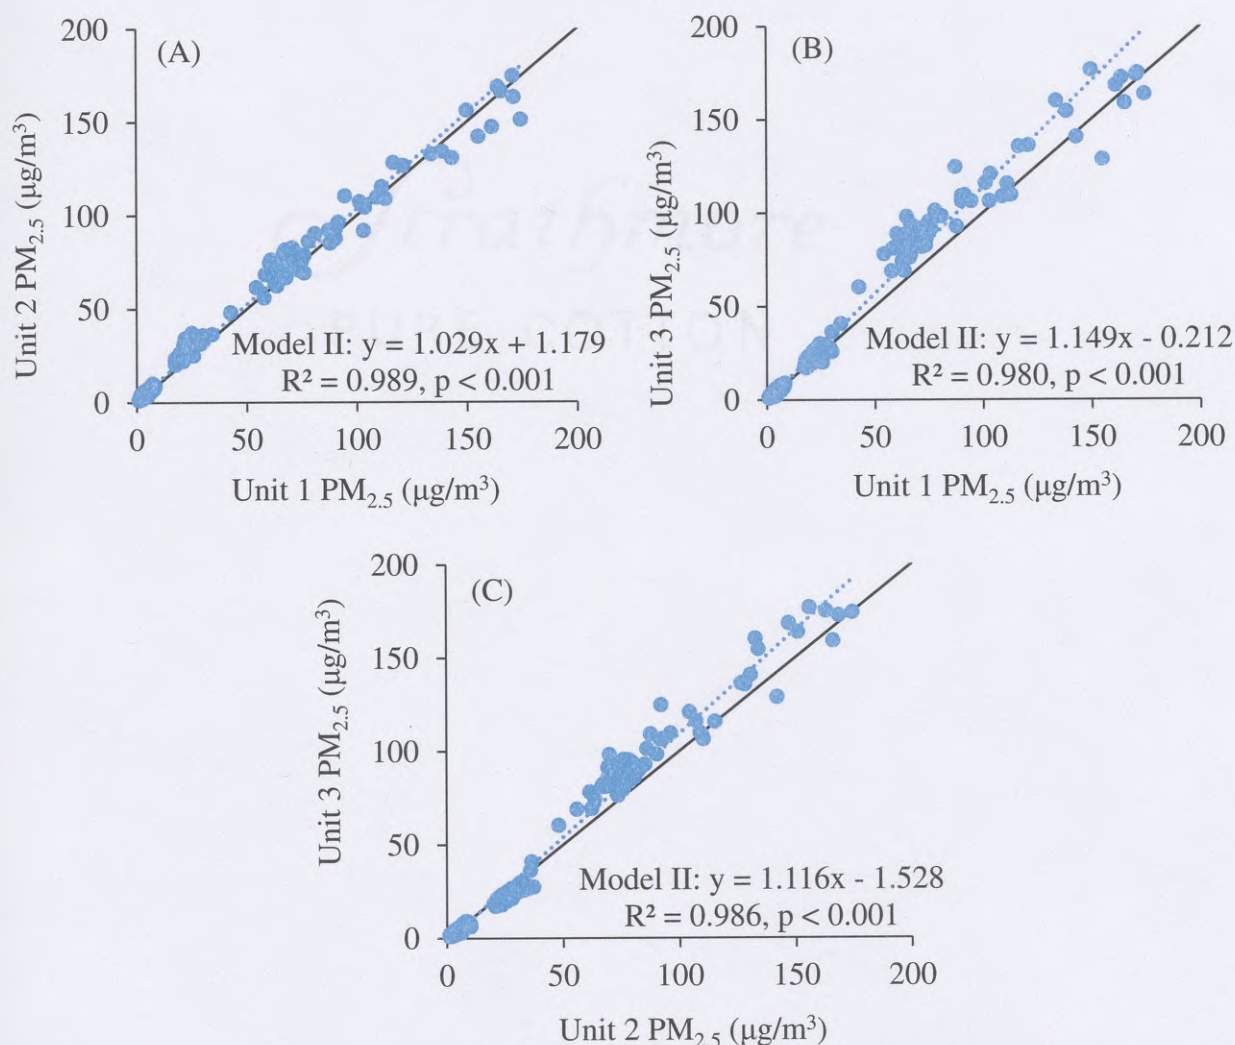 (A)
200
150
100
50
0
0 50 100 150 200
Unit 2 PM2.5 (µg/m³)
Model II: y = 1.029x + 1.179
R² = 0.989, p < 0.001
Unit 1 PM2.5 (µg/m³)
(B)
200
150
100
50
0
0 50 100 150 200
Unit 3 PM2.5 (µg/m³)
Model II: y = 1.149x - 0.212
R² = 0.980, p < 0.001
Unit 1 PM2.5 (µg/m³)
strathmore
PURE COTTON
(C)
200
150
100
50
0
0 50 100 150 200
Unit 3 PM2.5 (µg/m³)
Model II: y = 1.116x - 1.528
R² = 0.986, p < 0.001
Unit 2 PM2.5 (µg/m³)